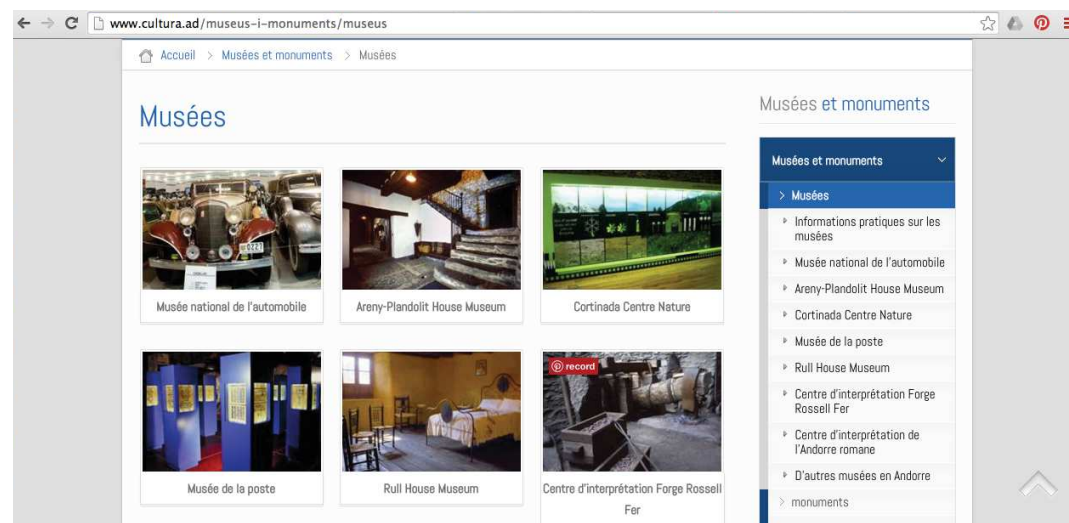 www.cultura.ad/museus-i-monuments/museus
Accueil > Musées et monuments > Musées
Musées
Musée national de l'automobile
Areny-Plandolit House Museum
Cortinada Centre Nature
record
Musée de la poste
Rull House Museum
Centre d'interprétation Forge Rossell
Fer
Musées et monuments
Musées et monuments
> Musées
Informations pratiques sur les
musées
Musée national de l'automobile
Areny-Plandolit House Museum
Cortinada Centre Nature
Musée de la poste
Rull House Museum
Centre d'interprétation Forge
Rossell Fer
Centre d'interprétation de
l'Andorre romane
D'autres musées en Andorre
> monuments